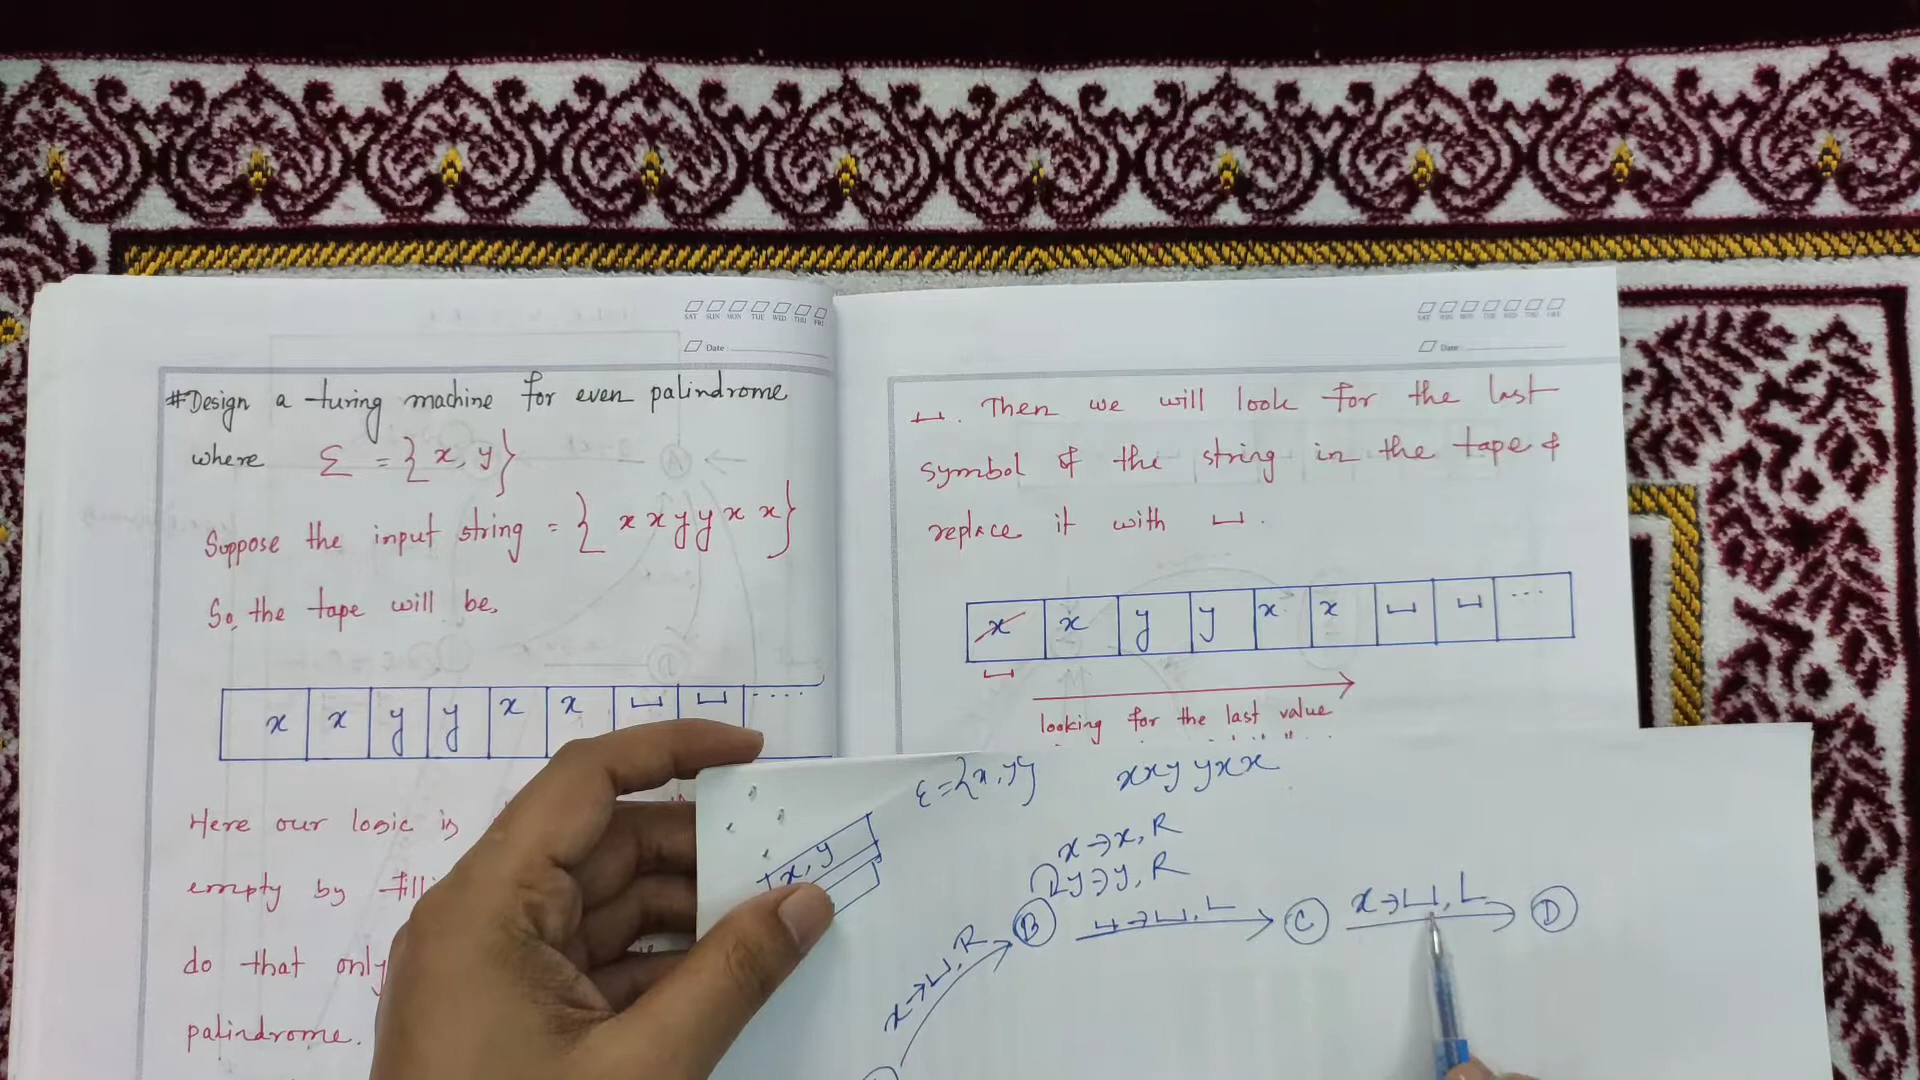 SAT SUN MON TUE WED THU FRI
Date :
#Design a turing machine for even palindrome
where Σ = {x, y}
Suppose the input string = { x x y y x x }
So, the tape will be,
x x y y x x ⊔ ⊔ ....
Here our logic is
empty by filli
do that only
palindrome.
SAT SUN MON TUE WED THU FRI
Date :
⊔. Then we will look for the last
symbol of the string in the tape &
replace it with ⊔.
x x y y x x ⊔ ⊔ ...
⊔
looking for the last value
Σ={x,y} xxyyxx
x, y
x→x, R
y→y, R
x→⊔, R
B
⊔→⊔, L
C
x→⊔, L
D